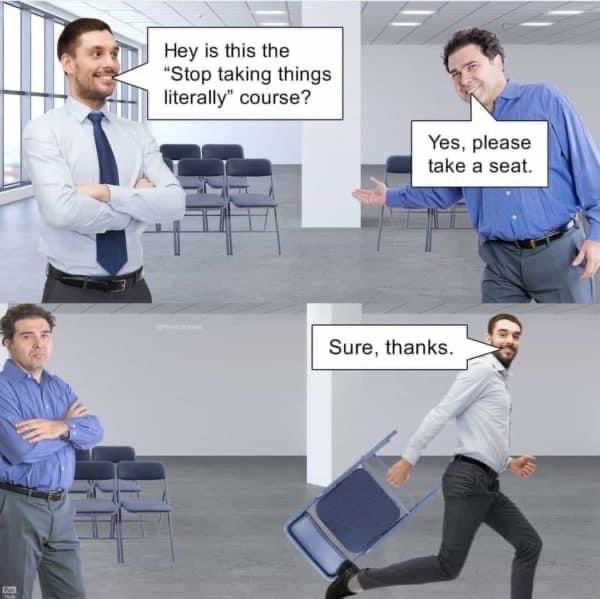 Hey is this the
"Stop taking things
literally" course?
Yes, please
take a seat.
Sure, thanks.